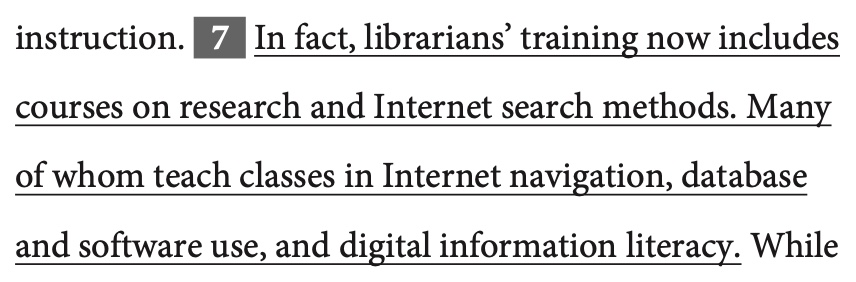 instruction. 7 In fact, librarians’ training now includes
courses on research and Internet search methods. Many
of whom teach classes in Internet navigation, database
and software use, and digital information literacy. While